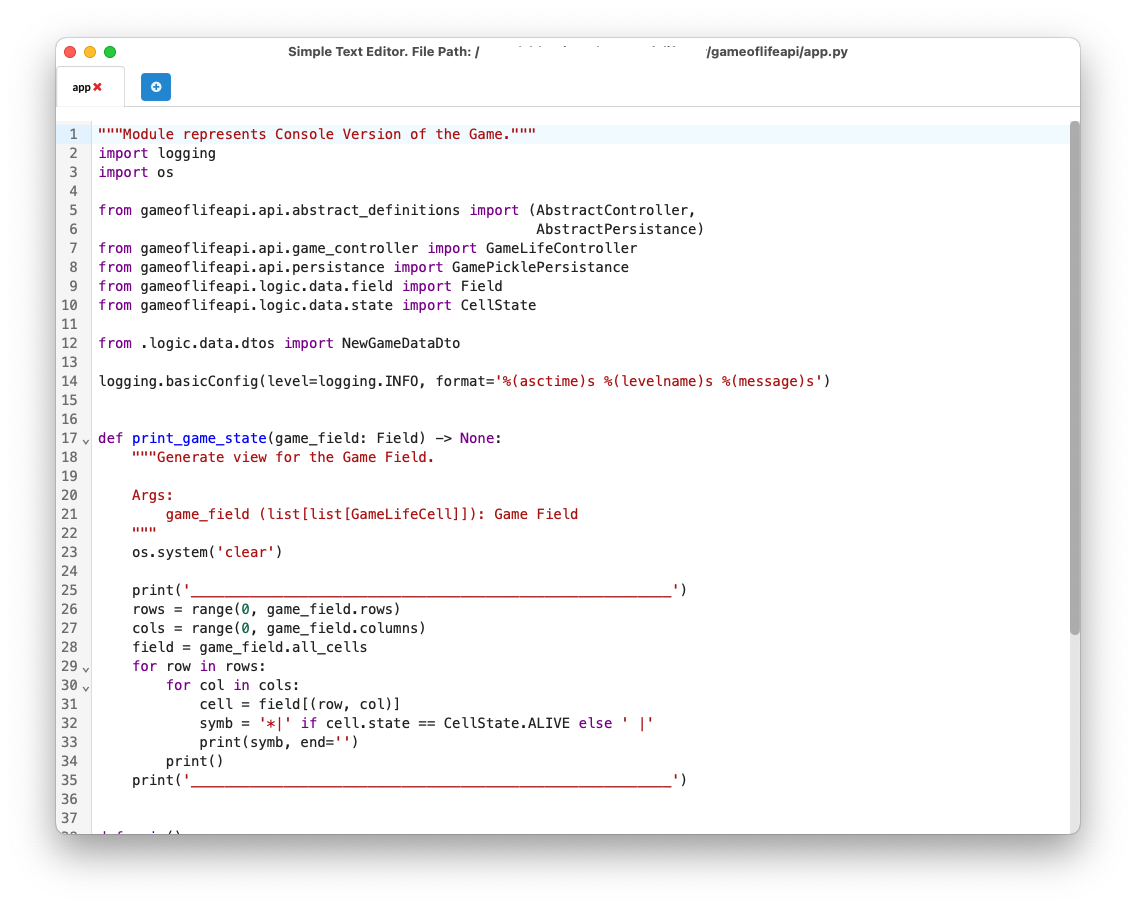 Simple Text Editor. File Path: / /gameoflifeapi/app.py
app
1 """Module represents Console Version of the Game."""
2 import logging
3 import os
4
5 from gameoflifeapi.api.abstract_definitions import (AbstractController,
6                                                     AbstractPersistance)
7 from gameoflifeapi.api.game_controller import GameLifeController
8 from gameoflifeapi.api.persistance import GamePicklePersistance
9 from gameoflifeapi.logic.data.field import Field
10 from gameoflifeapi.logic.data.state import CellState
11
12 from .logic.data.dtos import NewGameDataDto
13
14 logging.basicConfig(level=logging.INFO, format='%(asctime)s %(levelname)s %(message)s')
15
16
17 def print_game_state(game_field: Field) -> None:
18     """Generate view for the Game Field.
19
20     Args:
21         game_field (list[list[GameLifeCell]]): Game Field
22     """
23     os.system('clear')
24
25     print('_________________________________________________________')
26     rows = range(0, game_field.rows)
27     cols = range(0, game_field.columns)
28     field = game_field.all_cells
29     for row in rows:
30         for col in cols:
31             cell = field[(row, col)]
32             symb = '*|' if cell.state == CellState.ALIVE else ' |'
33             print(symb, end='')
34         print()
35     print('_________________________________________________________')
36
37